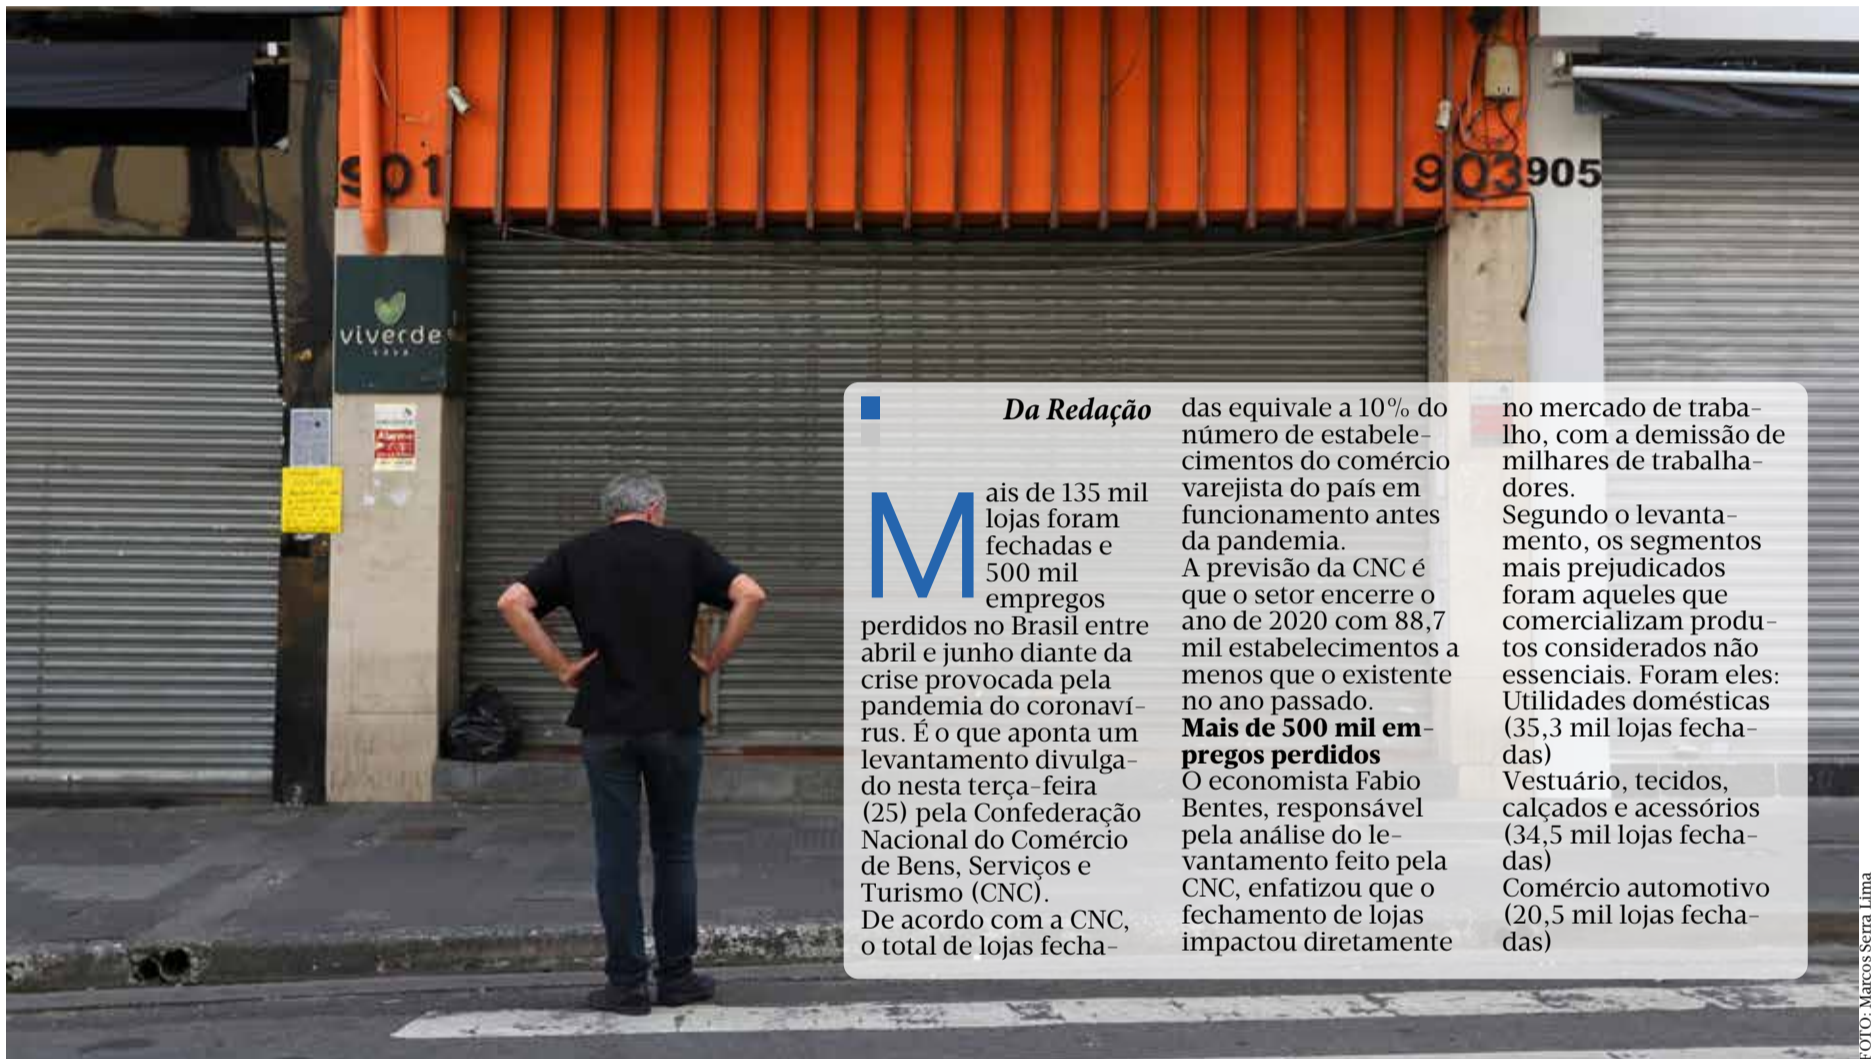 901
903
905
viverde
Da Redação
Mais de 135 mil
lojas foram
fechadas e
500 mil
empregos
perdidos no Brasil entre
abril e junho diante da
crise provocada pela
pandemia do coronaví-
rus. É o que aponta um
levantamento divulga-
do nesta terça-feira
(25) pela Confederação
Nacional do Comércio
de Bens, Serviços e
Turismo (CNC).
De acordo com a CNC,
o total de lojas fecha-
das equivale a 10% do
número de estabele-
cimentos do comércio
varejista do país em
funcionamento antes
da pandemia.
A previsão da CNC é
que o setor encerre o
ano de 2020 com 88,7
mil estabelecimentos a
menos que o existente
no ano passado.
Mais de 500 mil em-
pregos perdidos
O economista Fabio
Bentes, responsável
pela análise do le-
vantamento feito pela
CNC, enfatizou que o
fechamento de lojas
impactou diretamente
no mercado de traba-
lho, com a demissão de
milhares de trabalha-
dores.
Segundo o levanta-
mento, os segmentos
mais prejudicados
foram aqueles que
comercializam produ-
tos considerados não
essenciais. Foram eles:
Utilidades domésticas
(35,3 mil lojas fecha-
das)
Vestuário, tecidos,
calçados e acessórios
(34,5 mil lojas fecha-
das)
Comércio automotivo
(20,5 mil lojas fecha-
das)
FOTO: Marcos Serra Lima